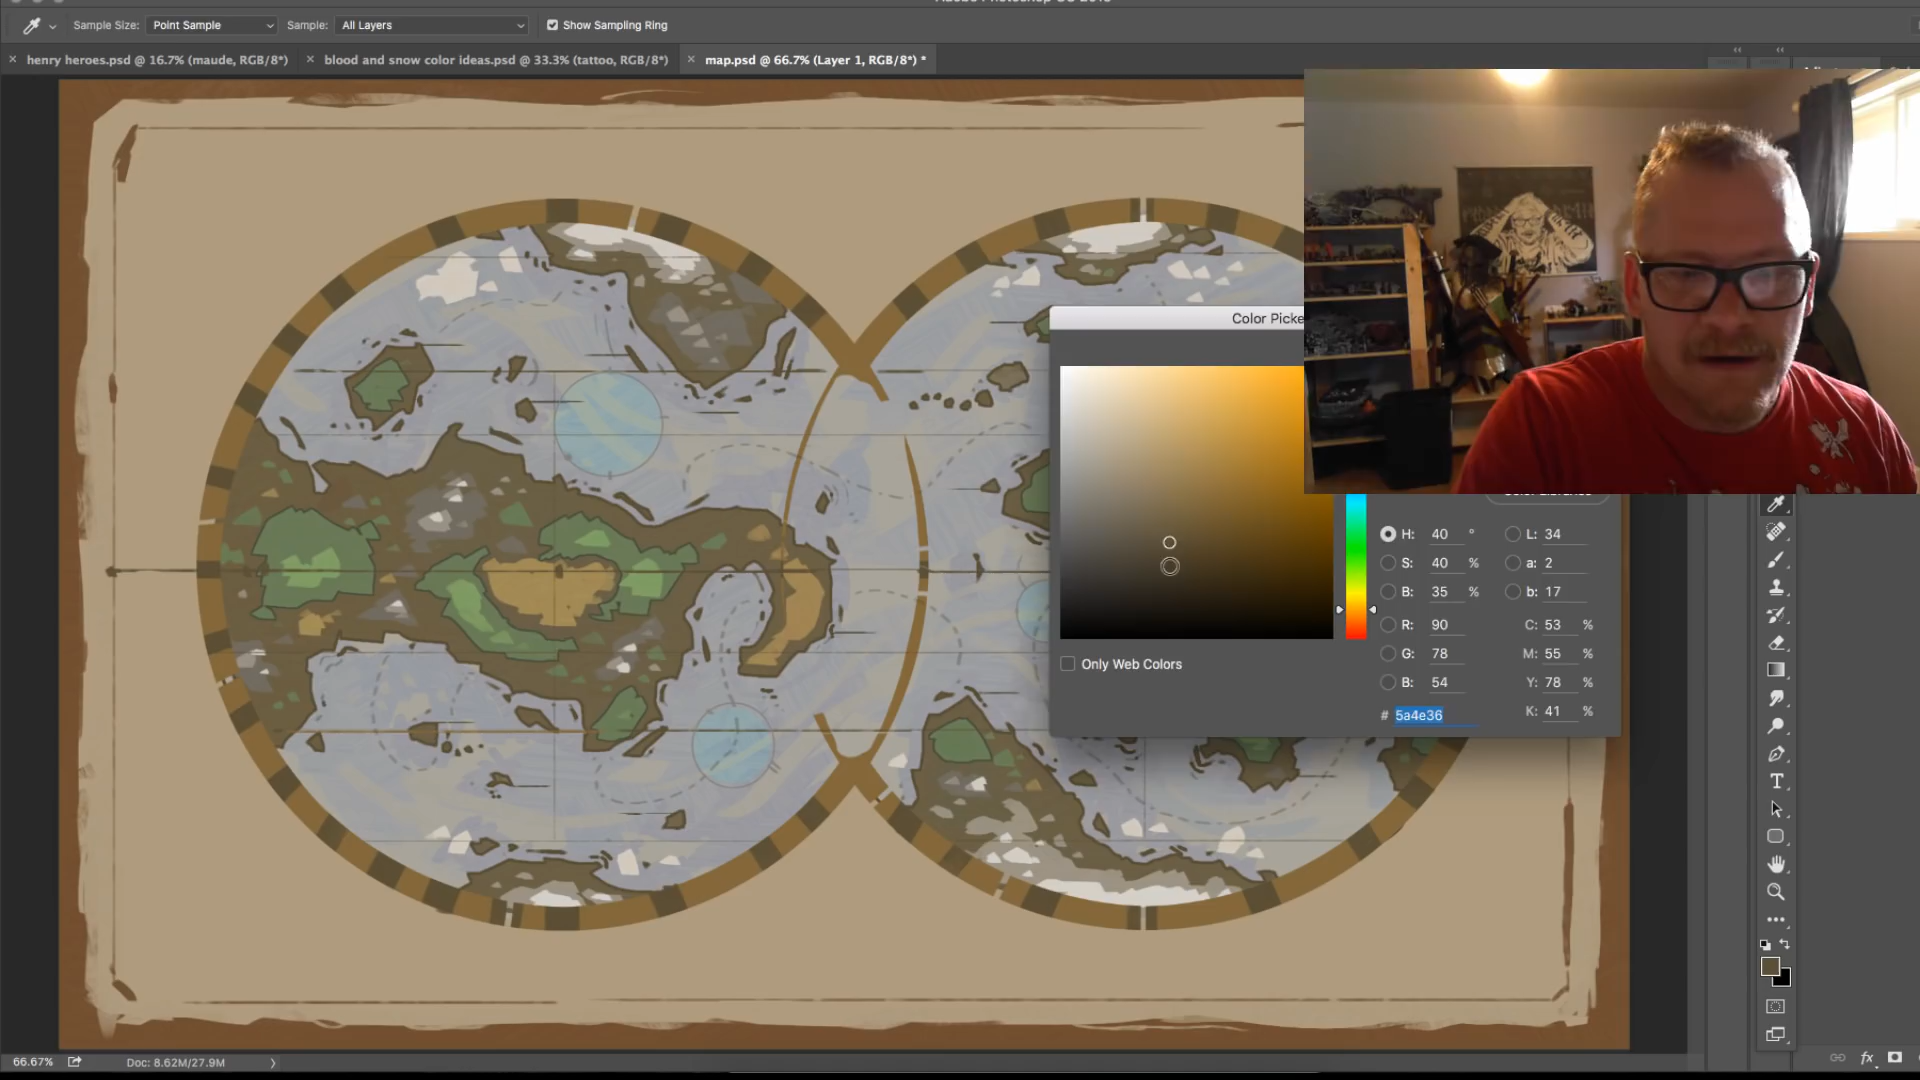 Sample Size: Point Sample Sample: All Layers Show Sampling Ring
henry heroes.psd @ 16.7% (maude, RGB/8*) blood and snow color ideas.psd @ 33.3% (tattoo, RGB/8*) map.psd @ 66.7% (Layer 1, RGB/8*) *
Color Picke
H: 40 ° L: 34
S: 40 % a: 2
B: 35 % b: 17
R: 90 C: 53 %
G: 78 M: 55 %
Only Web Colors
B: 54 Y: 78 %
# 5a4e36 K: 41 %
T
fx
66.67% Doc: 8.62M/27.9M